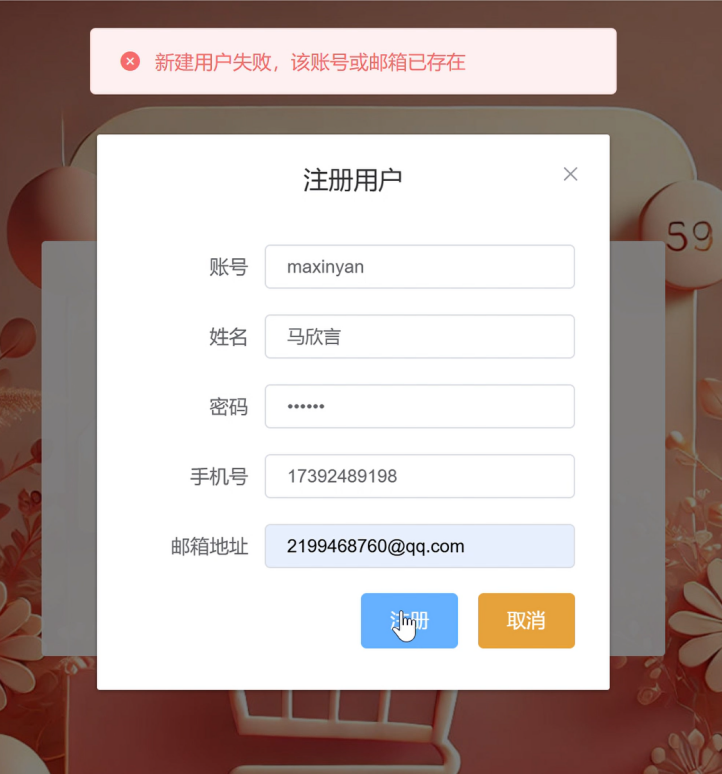 新建用户失败，该账号或邮箱已存在
注册用户
59
账号 maxinyan
姓名 马欣言
密码 ••••••
手机号 17392489198
邮箱地址 2199468760@qq.com
注册 取消